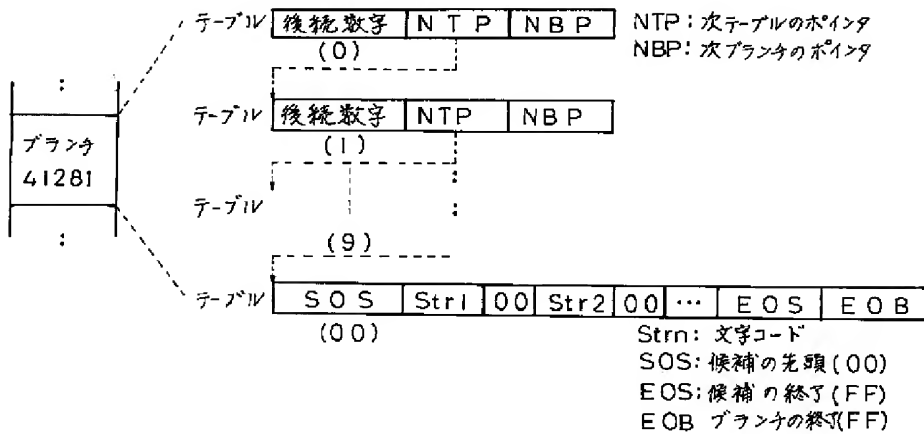 テーブル 後続数字 NTP NBP NTP：次テーブルのポインタ
(0) NBP：次ブランチのポインタ
:
テーブル 後続数字 NTP NBP
ブランチ (1)
41281 :
テーブル :
: (9)
テーブル SOS Str1 00 Str2 00 … EOS EOB
(00) Strn：文字コード
SOS：候補の先頭(00)
EOS：候補の終了(FF)
EOB ブランチの終了(FF)